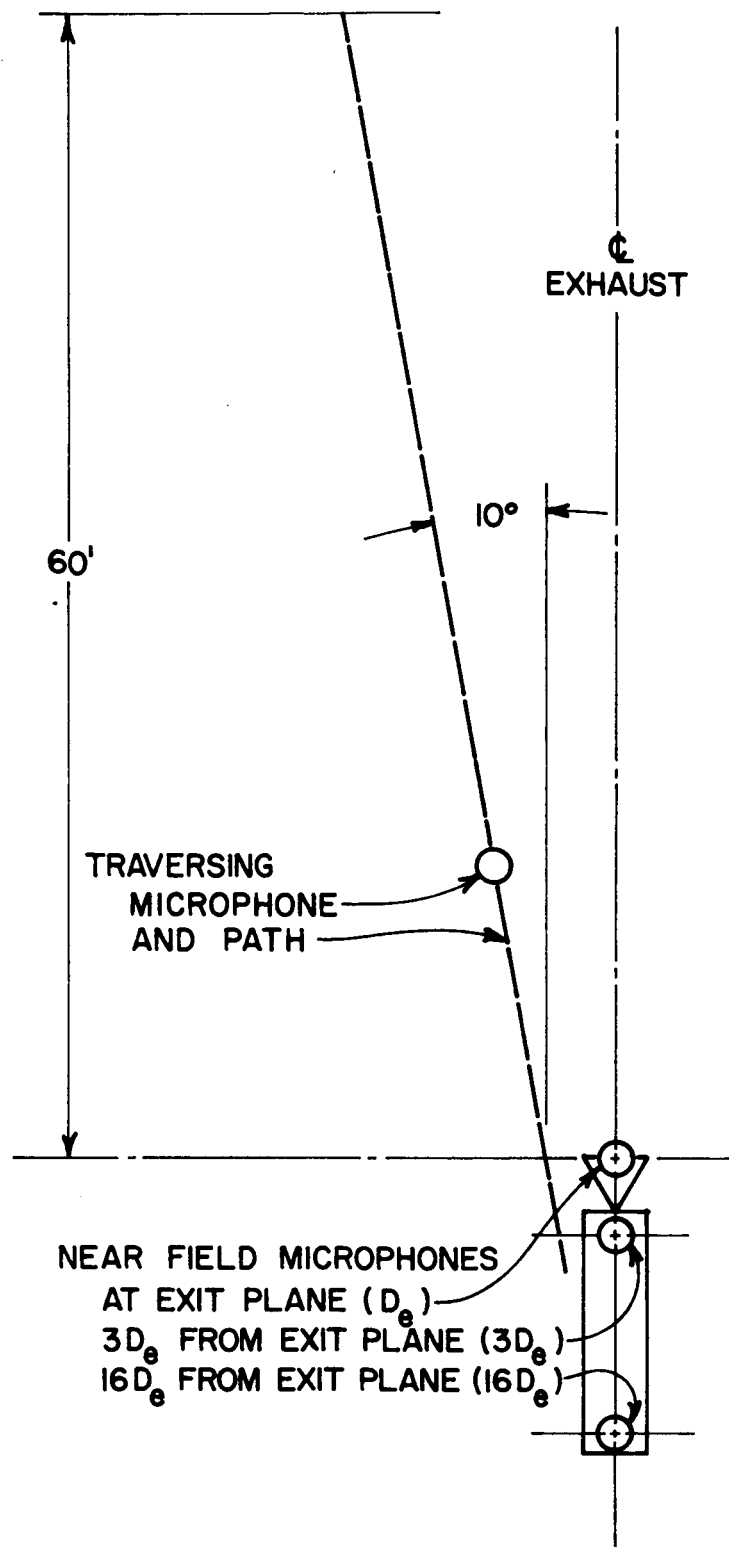 ℄
EXHAUST
10°
60'
TRAVERSING
MICROPHONE
AND PATH
NEAR FIELD MICROPHONES
AT EXIT PLANE (De)
3De FROM EXIT PLANE (3De)
16De FROM EXIT PLANE (16De)